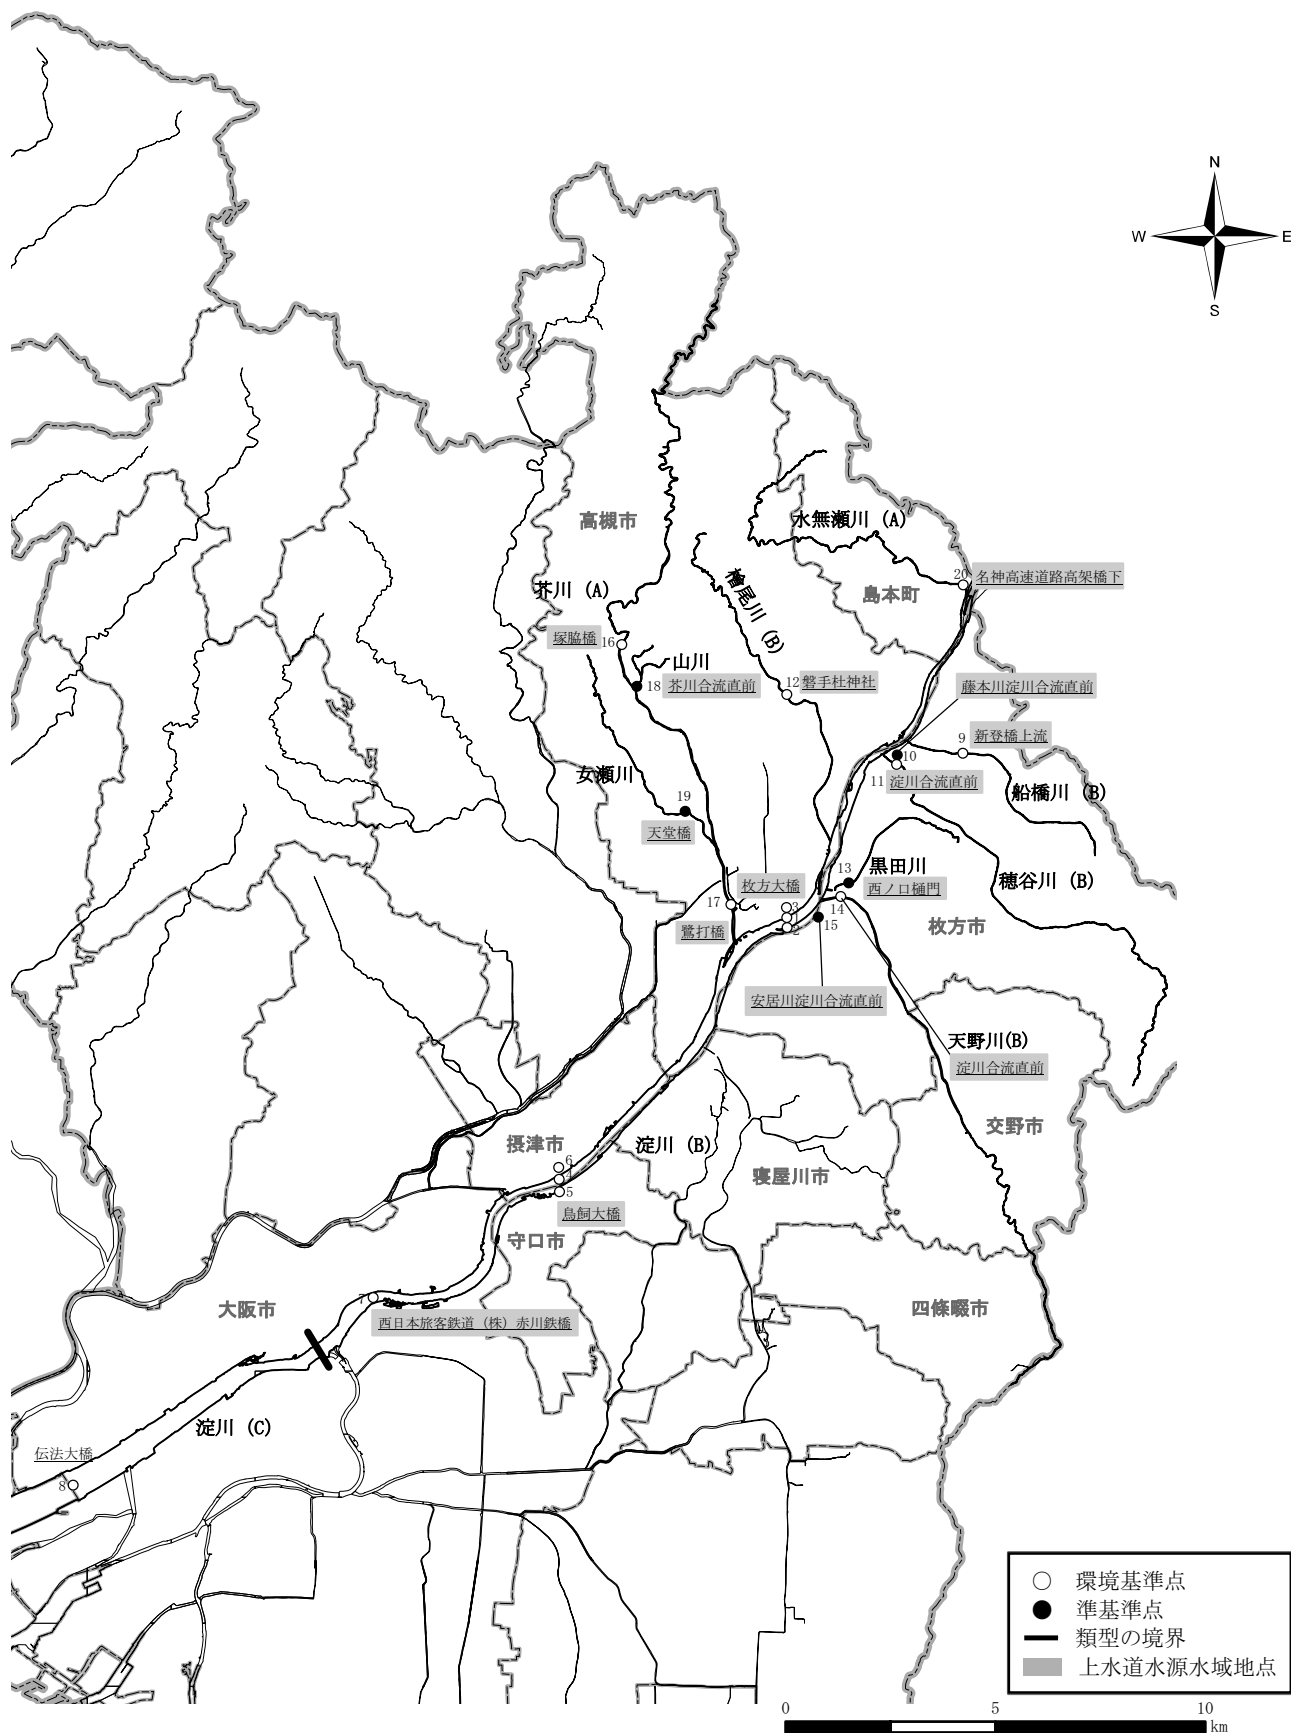 N
W
E
S
高槻市
水無瀬川 (A)
芥川 (A)
檜尾川 (B)
島本町
20
名神高速道路高架橋下
塚脇橋
16
山川
18
芥川合流直前
12
磐手杜神社
藤本川淀川合流直前
9
新登橋上流
10
11
淀川合流直前
女瀬川
船橋川 (B)
19
天堂橋
13
黒田川
穂谷川 (B)
枚方大橋
西ノ口樋門
17
3
1
2
14
15
鷺打橋
枚方市
安居川淀川合流直前
天野川(B)
淀川合流直前
摂津市
淀川 (B)
交野市
寝屋川市
6
4
5
鳥飼大橋
守口市
大阪市
7
西日本旅客鉄道（株）赤川鉄橋
四條畷市
淀川 (C)
伝法大橋
8
○ 環境基準点
● 準基準点
類型の境界
上水道水源水域地点
0 5 10
km